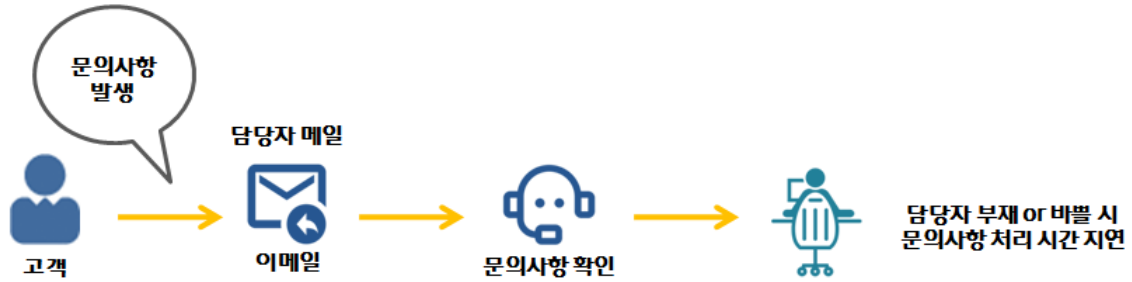 문의사항
발생
담당자 메일
고객
이메일
문의사항 확인
담당자 부재 or 바쁠 시
문의사항 처리 시간 지연